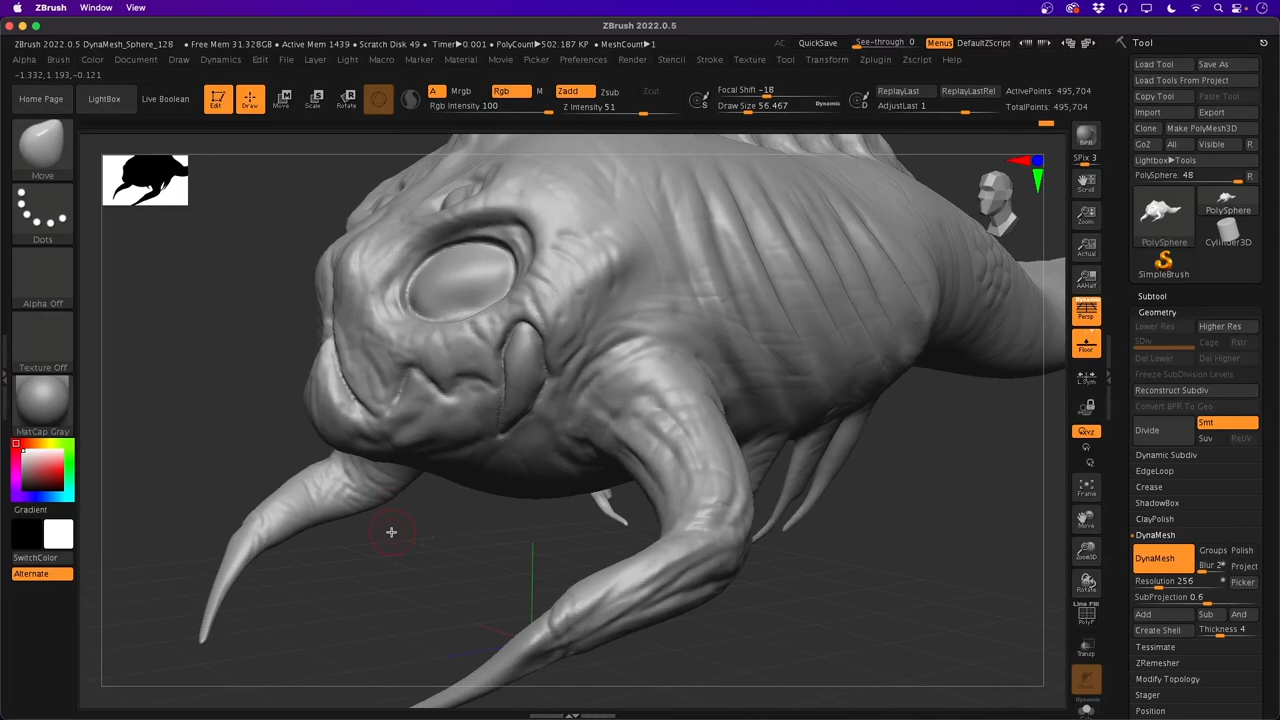 ZBrush Window View
ZBrush 2022.0.5
ZBrush 2022.0.5 DynaMesh_Sphere_128 • Free Mem 31.328GB • Active Mem 1439 • Scratch Disk 49 • Timer▶0.001 • PolyCount▶502.187 KP • MeshCount▶1
AC QuickSave See-through 0 Menus DefaultZScript
Alpha Brush Color Document Draw Dynamics Edit File Layer Light Macro Marker Material Movie Picker Preferences Render Stencil Stroke Texture Tool Transform Zplugin Zscript Help
-1.332,1.193,-0.121
Home Page LightBox Live Boolean
Edit Draw Move Scale Rotate
A Mrgb Rgb M Zadd Zsub Zcut
Rgb Intensity 100 Z Intensity 51
S Focal Shift -18
Draw Size 56.467 Dynamic
D ReplayLast ReplayLastRel
AdjustLast 1
ActivePoints: 495,704
TotalPoints: 495,704
Move
Dots
Alpha Off
Texture Off
MatCap Gray
Gradient
SwitchColor
Alternate
BPR
SPix 3
Scroll
Zoom
Actual
AAHalf
Dynamic
Persp
Floor
L.Sym
XYZ
Frame
Move
Zoom3D
Rotate
Line Fill
PolyF
Transp
Dynamic
Tool
Load Tool Save As
Load Tools From Project
Copy Tool Paste Tool
Import Export
Clone Make PolyMesh3D
GoZ All Visible R
Lightbox▶Tools
PolySphere. 48 R
PolySphere
PolySphere Cylinder3D
SimpleBrush
Subtool
Geometry
Lower Res Higher Res
SDiv Cage Rstr
Del Lower Del Higher
Freeze SubDivision Levels
Reconstruct Subdiv
Convert BPR To Geo
Divide Smt
Suv ReUV
Dynamic Subdiv
EdgeLoop
Crease
ShadowBox
ClayPolish
DynaMesh
DynaMesh Groups Polish
Blur 2 Project
Resolution 256 Picker
SubProjection 0.6
Add Sub And
Create Shell Thickness 4
Tessimate
ZRemesher
Modify Topology
Stager
Position